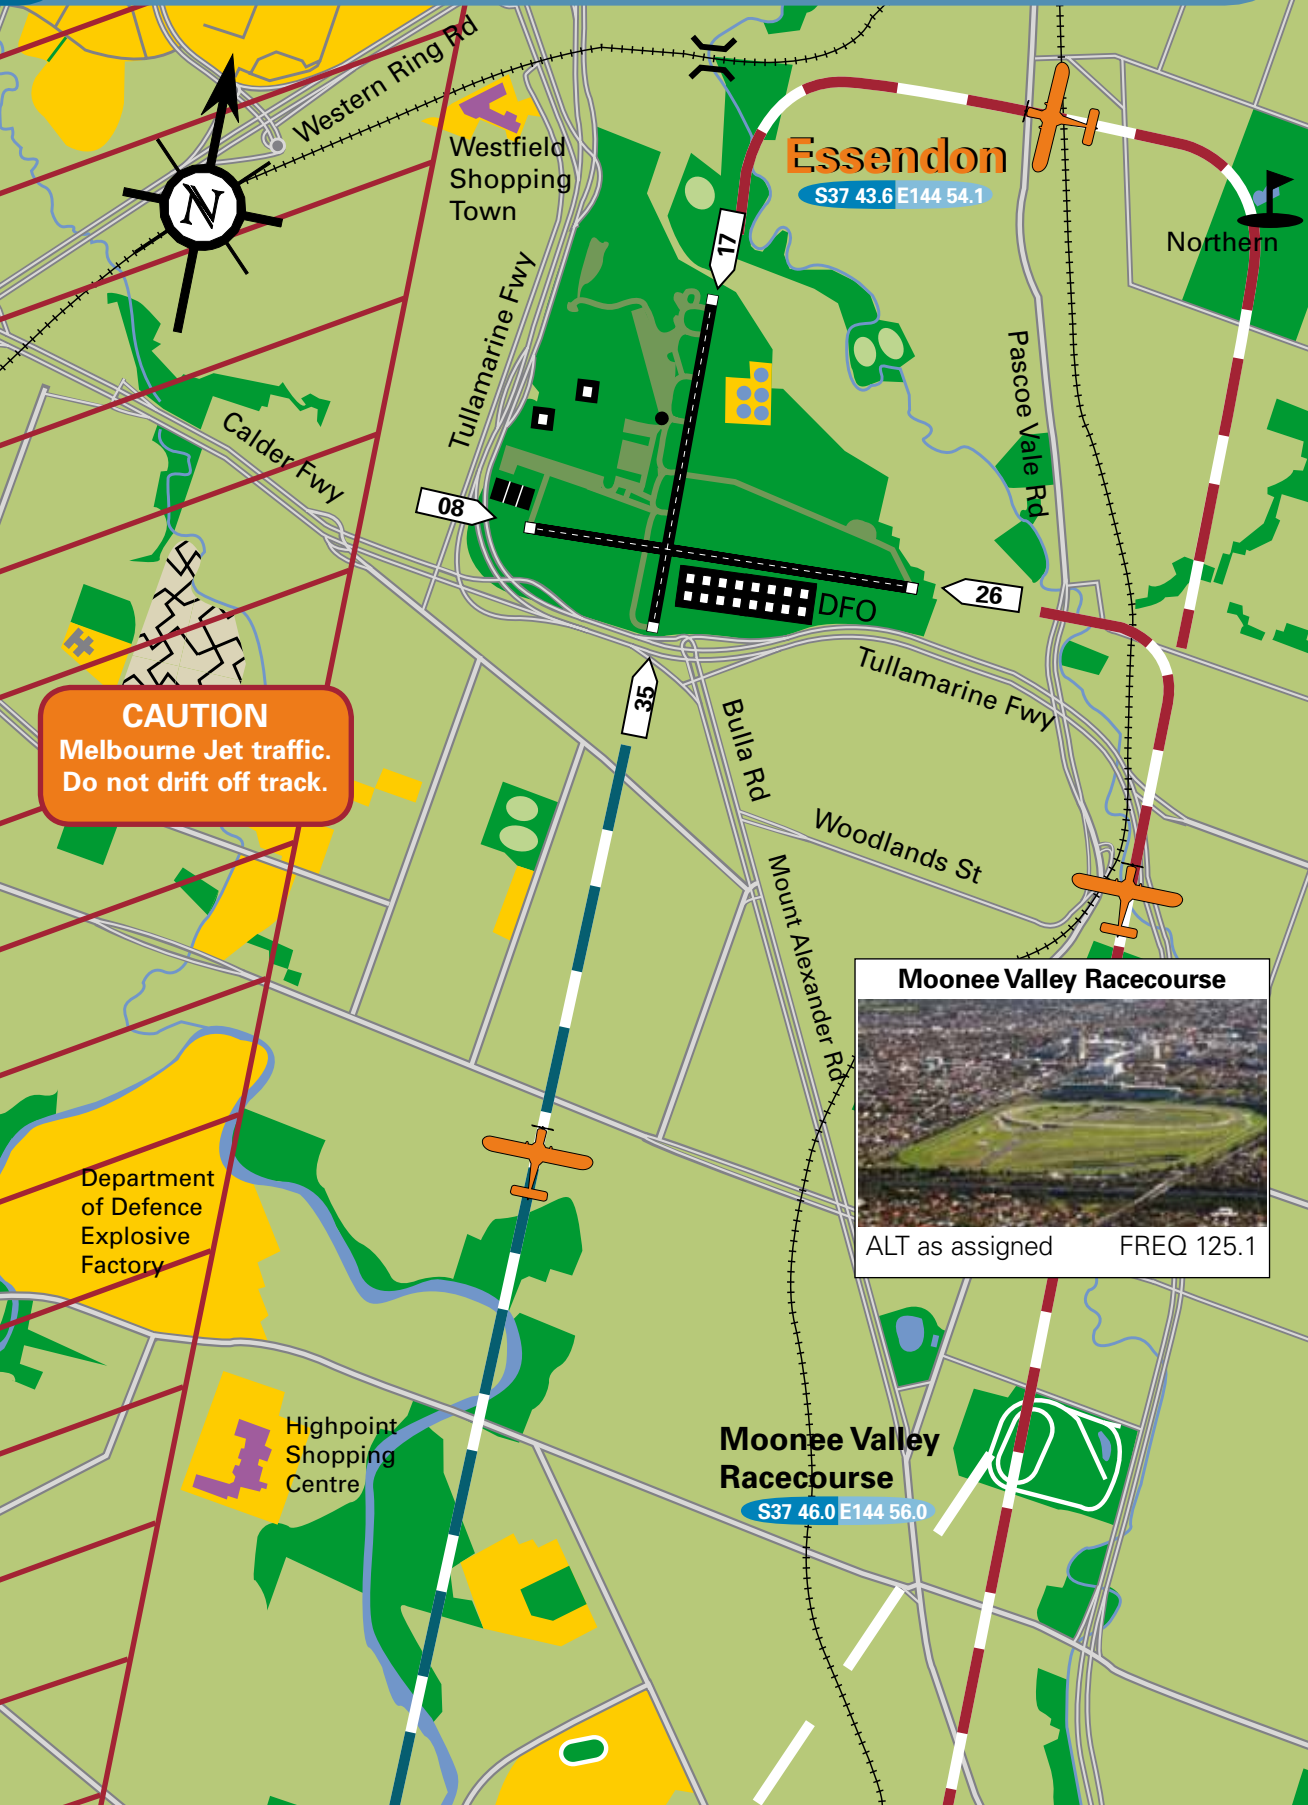 Western Ring Rd
Westfield
Shopping
Town
Essendon
S37 43.6 E144 54.1
N
Northern
17
Tullamarine Fwy
Pascoe Vale Rd
Calder Fwy
08
26
DFO
Tullamarine Fwy
35
Bulla Rd
CAUTION
Melbourne Jet traffic.
Do not drift off track.
Woodlands St
Mount Alexander Rd
Moonee Valley Racecourse
ALT as assigned FREQ 125.1
Department
of Defence
Explosive
Factory
Highpoint
Shopping
Centre
Moonee Valley
Racecourse
S37 46.0 E144 56.0